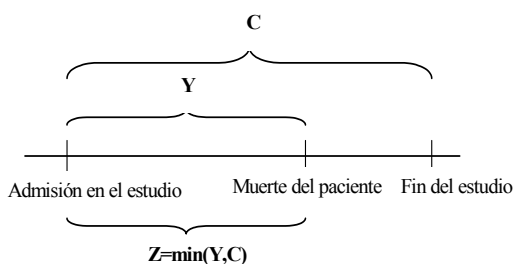 C
Y
Admisión en el estudio
Muerte del paciente
Fin del estudio
Z=min(Y,C)